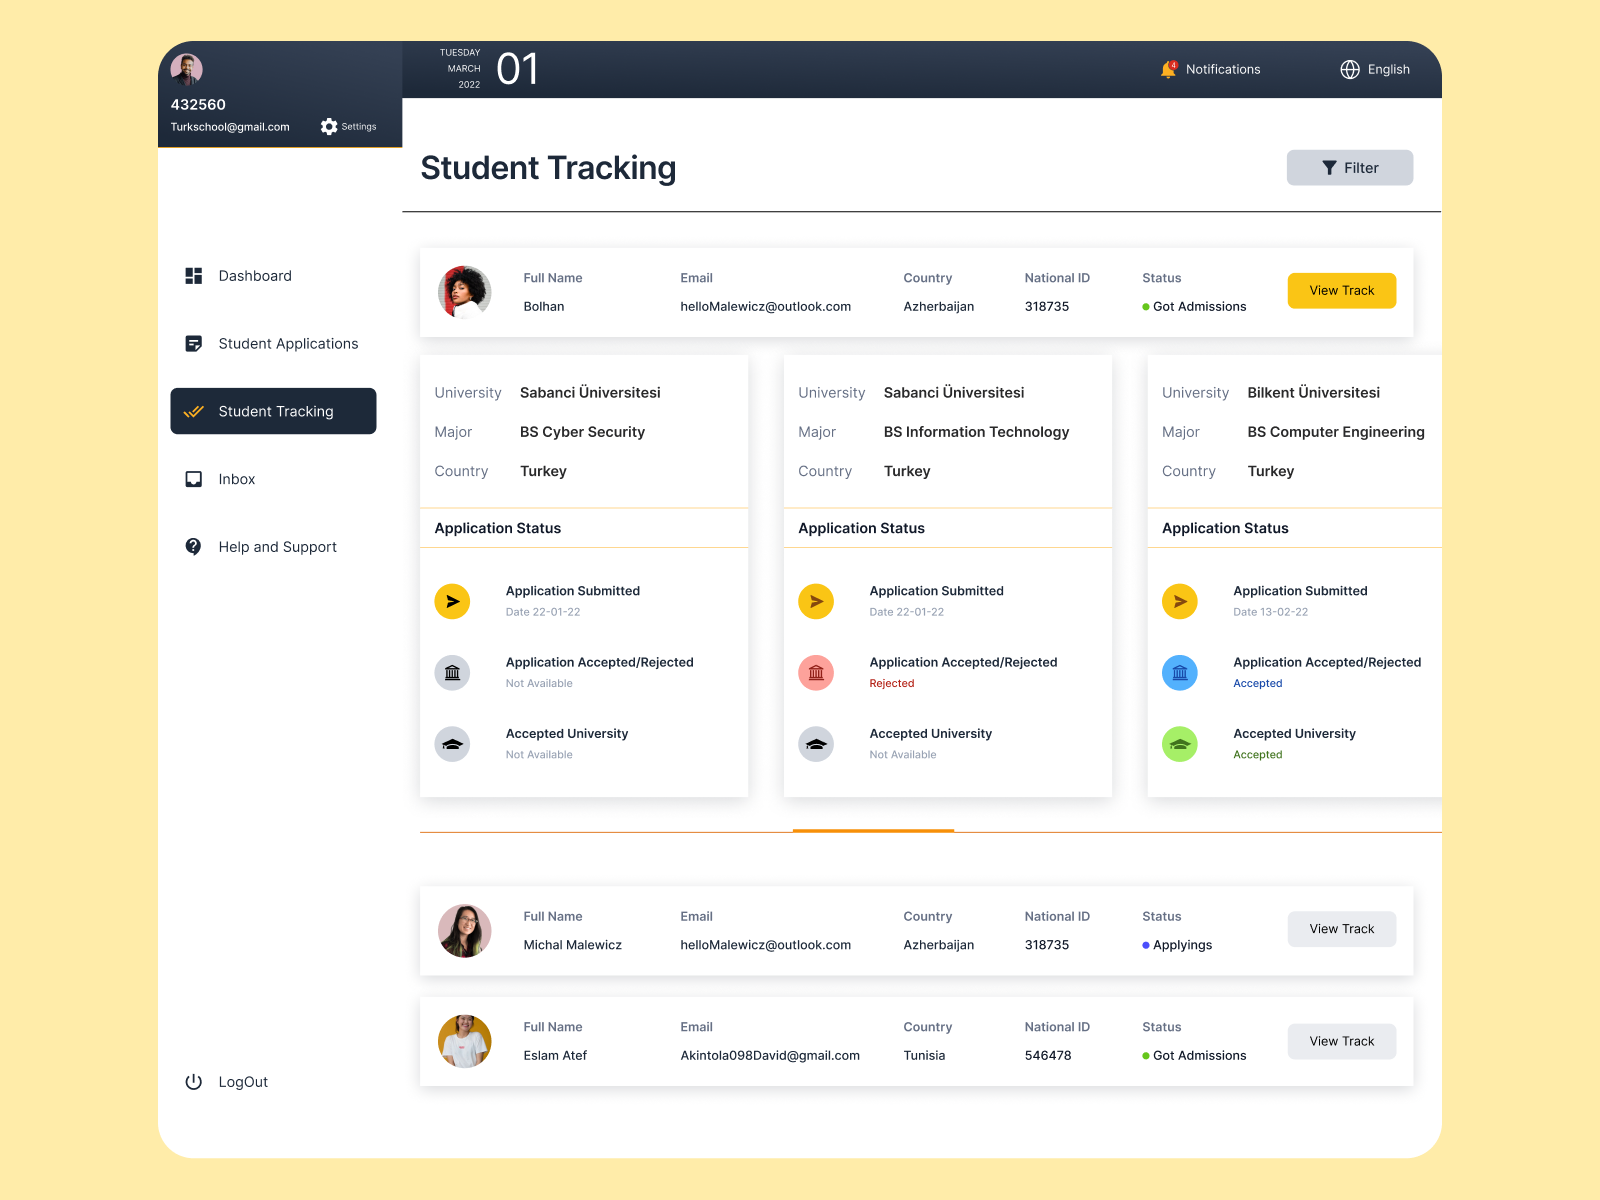 432560
Turkschool@gmail.com
Settings
TUESDAY
MARCH
2022
01
4
Notifications
English
Dashboard
Student Applications
Student Tracking
Inbox
Help and Support
LogOut
Student Tracking
Filter
Full Name Email Country National ID Status
Bolhan helloMalewicz@outlook.com Azherbaijan 318735 Got Admissions
View Track
University Sabanci Üniversitesi
Major BS Cyber Security
Country Turkey
Application Status
Application Submitted
Date 22-01-22
Application Accepted/Rejected
Not Available
Accepted University
Not Available
University Sabanci Üniversitesi
Major BS Information Technology
Country Turkey
Application Status
Application Submitted
Date 22-01-22
Application Accepted/Rejected
Rejected
Accepted University
Not Available
University Bilkent Üniversitesi
Major BS Computer Engineering
Country Turkey
Application Status
Application Submitted
Date 13-02-22
Application Accepted/Rejected
Accepted
Accepted University
Accepted
Full Name Email Country National ID Status
Michal Malewicz helloMalewicz@outlook.com Azherbaijan 318735 Applyings
View Track
Full Name Email Country National ID Status
Eslam Atef Akintola098David@gmail.com Tunisia 546478 Got Admissions
View Track